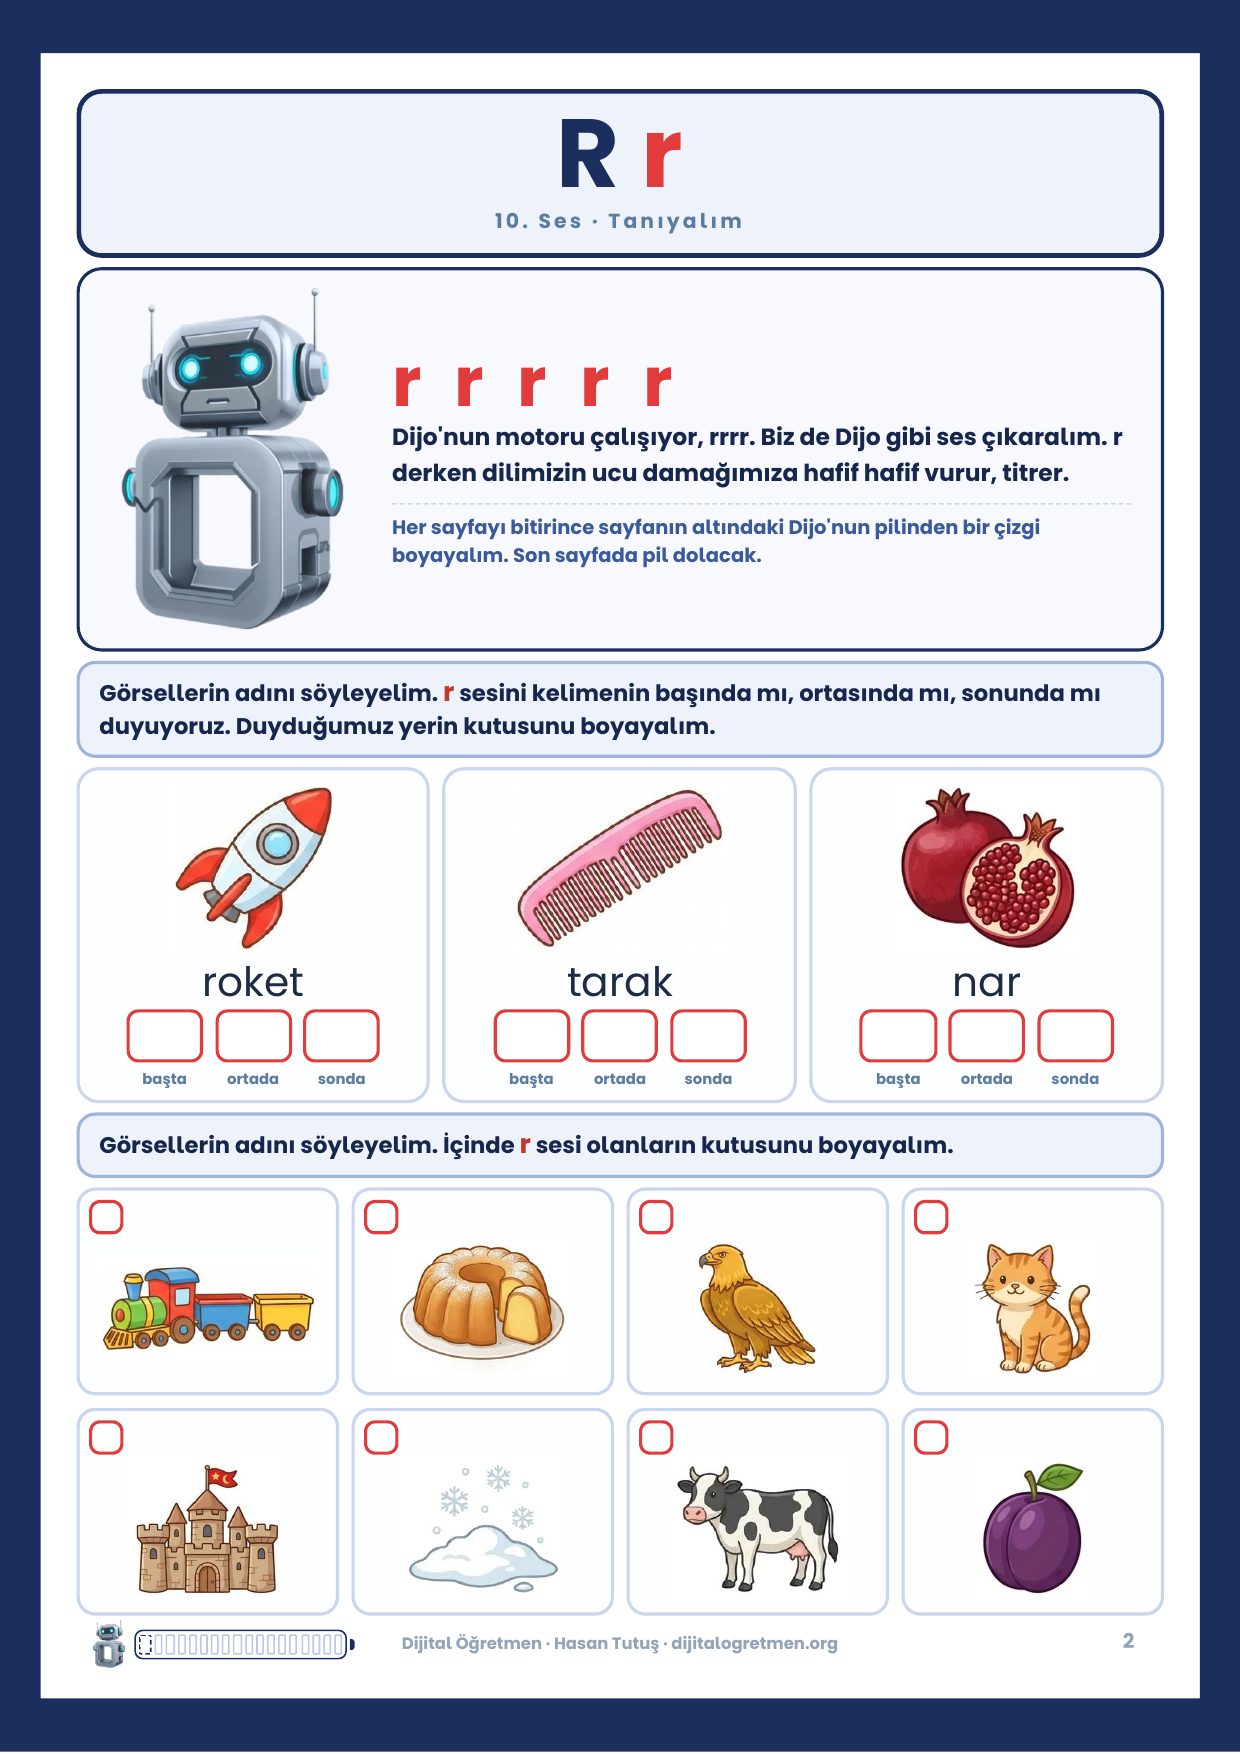 R r
10. Ses · Tanıyalım
r r r r r
Dijo'nun motoru çalışıyor, rrrr. Biz de Dijo gibi ses çıkaralım. r
derken dilimizin ucu damağımıza hafif hafif vurur, titrer.
Her sayfayı bitirince sayfanın altındaki Dijo'nun pilinden bir çizgi
boyayalım. Son sayfada pil dolacak.
Görsellerin adını söyleyelim. r sesini kelimenin başında mı, ortasında mı, sonunda mı
duyuyoruz. Duyduğumuz yerin kutusunu boyayalım.
roket tarak nar
başta ortada sonda başta ortada sonda başta ortada sonda
Görsellerin adını söyleyelim. İçinde r sesi olanların kutusunu boyayalım.
Dijital Öğretmen · Hasan Tutuş · dijitalogretmen.org 2